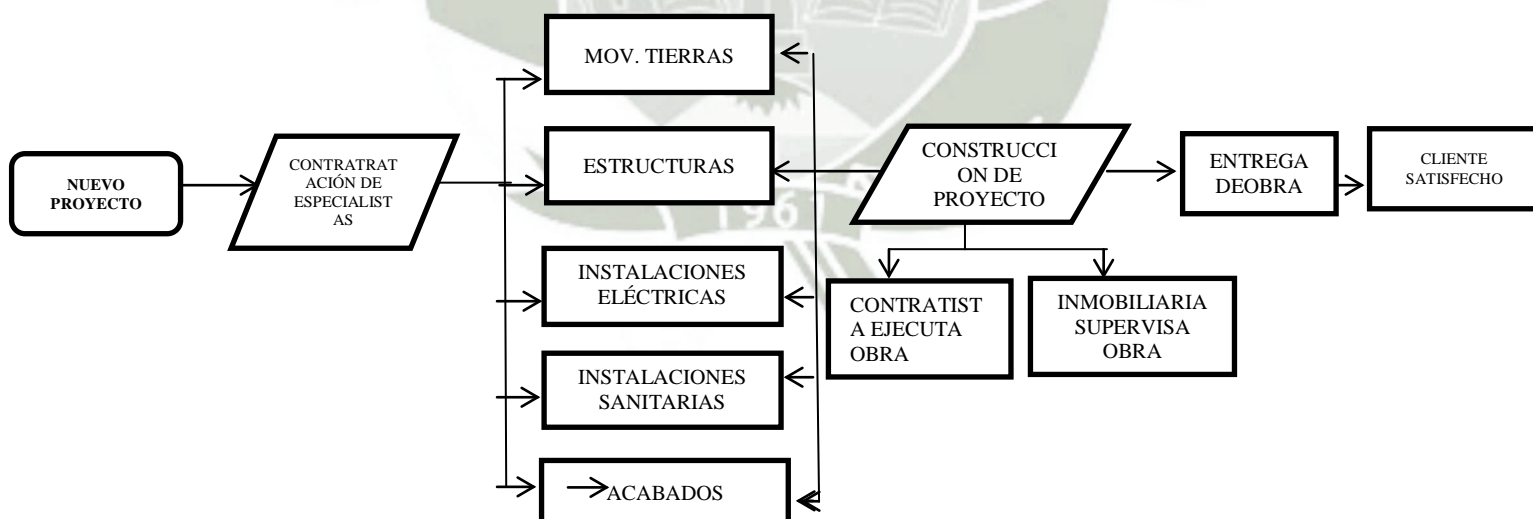 NUEVO
PROYECTO
CONTRATRAT
ACIÓN DE
ESPECIALIST
AS
MOV. TIERRAS
ESTRUCTURAS
INSTALACIONES
ELÉCTRICAS
INSTALACIONES
SANITARIAS
ACABADOS
CONSTRUCCI
ON DE
PROYECTO
CONTRATIST
A EJECUTA
OBRA
INMOBILIARIA
SUPERVISA
OBRA
ENTREGA
DEOBRA
CLIENTE
SATISFECHO
1961